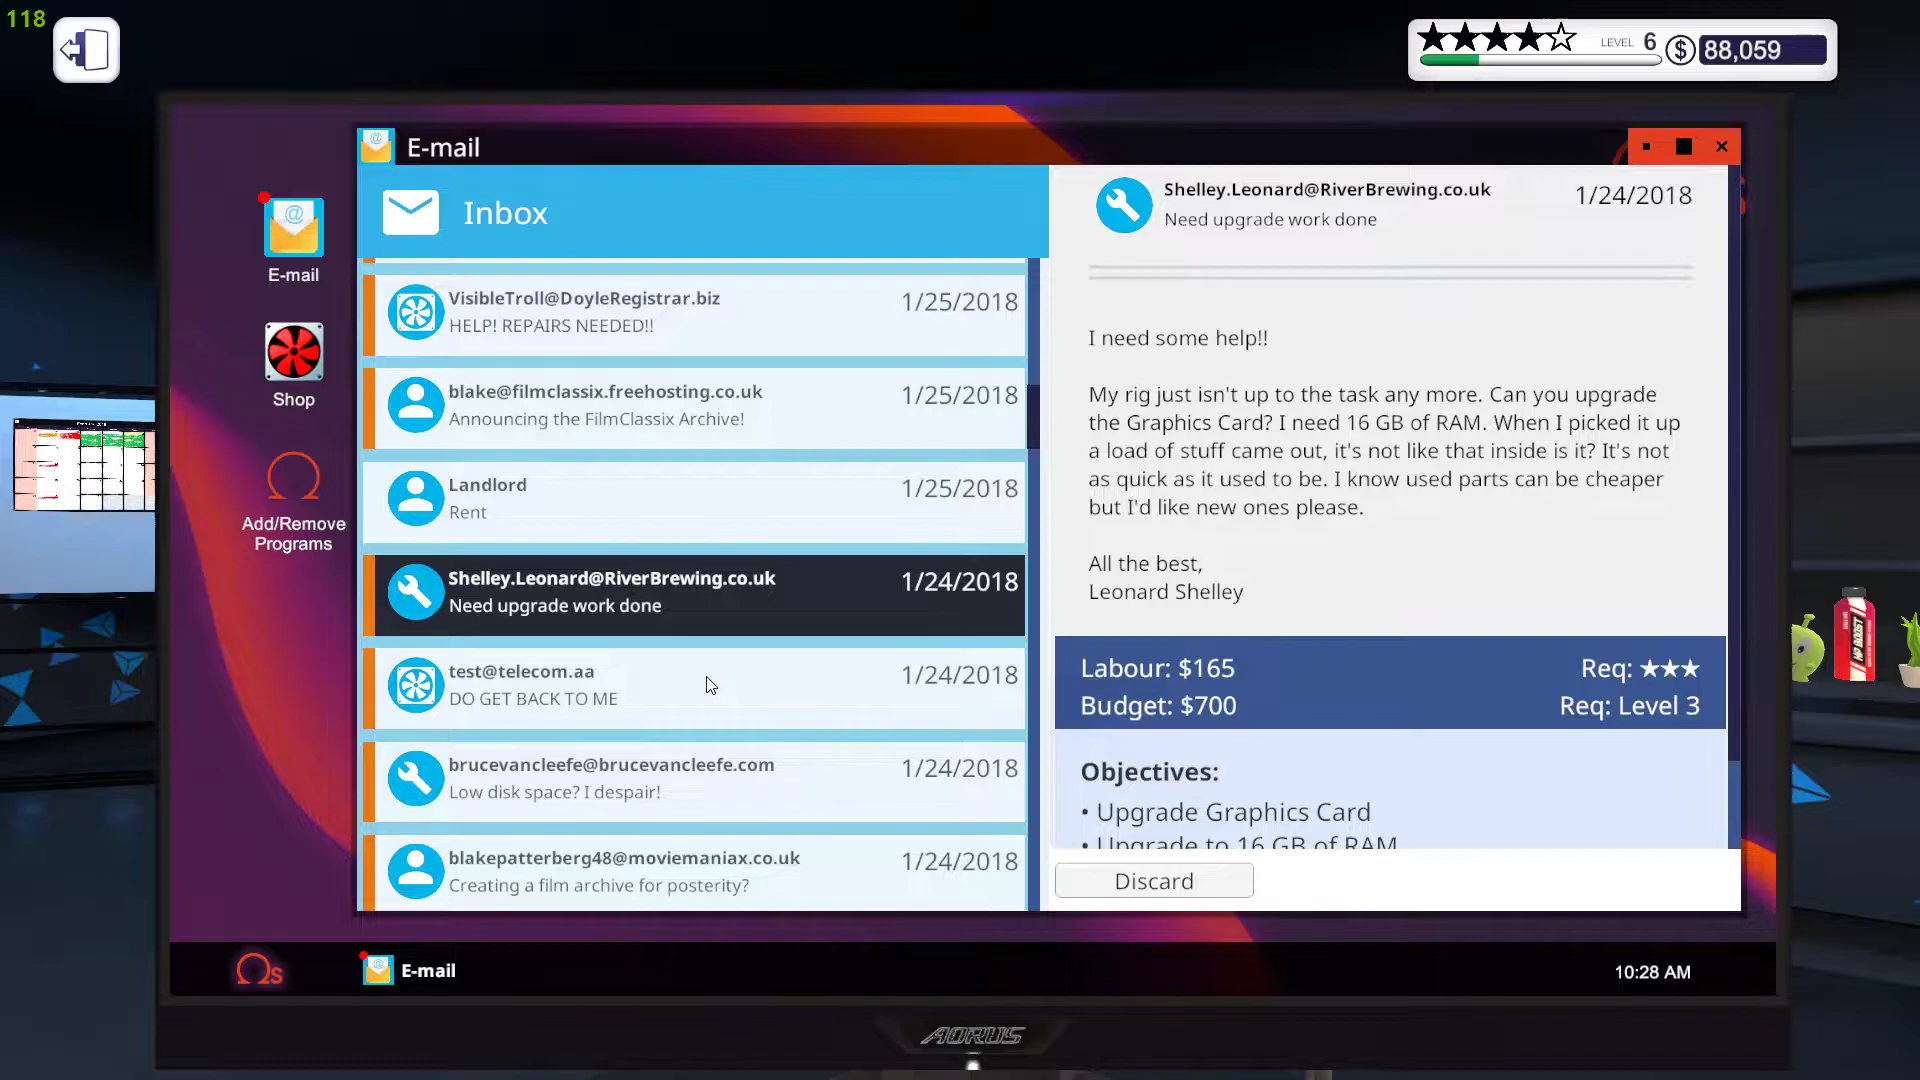 118
LEVEL 6
$ 88,059
E-mail
E-mail
Shop
Add/Remove
Programs
Inbox
VisibleTroll@DoyleRegistrar.biz
1/25/2018
HELP! REPAIRS NEEDED!!
blake@filmclassix.freehosting.co.uk
1/25/2018
Announcing the FilmClassix Archive!
Landlord
1/25/2018
Rent
Shelley.Leonard@RiverBrewing.co.uk
1/24/2018
Need upgrade work done
test@telecom.aa
1/24/2018
DO GET BACK TO ME
brucevancleefe@brucevancleefe.com
1/24/2018
Low disk space? I despair!
blakepatterberg48@moviemaniax.co.uk
1/24/2018
Creating a film archive for posterity?
Shelley.Leonard@RiverBrewing.co.uk
1/24/2018
Need upgrade work done
I need some help!!
My rig just isn't up to the task any more. Can you upgrade
the Graphics Card? I need 16 GB of RAM. When I picked it up
a load of stuff came out, it's not like that inside is it? It's not
as quick as it used to be. I know used parts can be cheaper
but I'd like new ones please.
All the best,
Leonard Shelley
Labour: $165
Req: ★★★
Budget: $700
Req: Level 3
Objectives:
• Upgrade Graphics Card
• Upgrade to 16 GB of RAM
Discard
Ωs
E-mail
10:28 AM
AORUS
HP BOOST